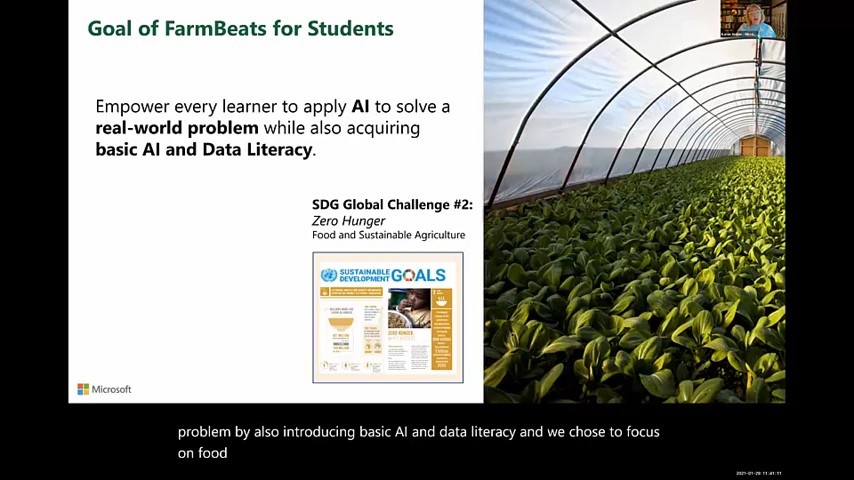 Goal of FarmBeats for Students
Empower every learner to apply AI to solve a
real-world problem while also acquiring
basic AI and Data Literacy.
SDG Global Challenge #2:
Zero Hunger
Food and Sustainable Agriculture
SUSTAINABLE
DEVELOPMENT GOALS
ZERO HUNGER
Microsoft
problem by also introducing basic AI and data literacy and we chose to focus
on food